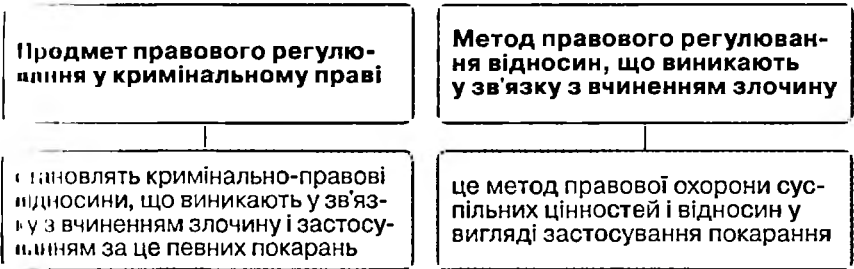 Предмет правового регулю-
вання у кримінальному праві
становлять кримінально-правові
відносини, що виникають у зв'яз-
ку з вчиненням злочину і застосу-
ванням за це певних покарань
Метод правового регулюван-
ня відносин, що виникають
у зв'язку з вчиненням злочину
це метод правової охорони сус-
пільних цінностей і відносин у
вигляді застосування покарання